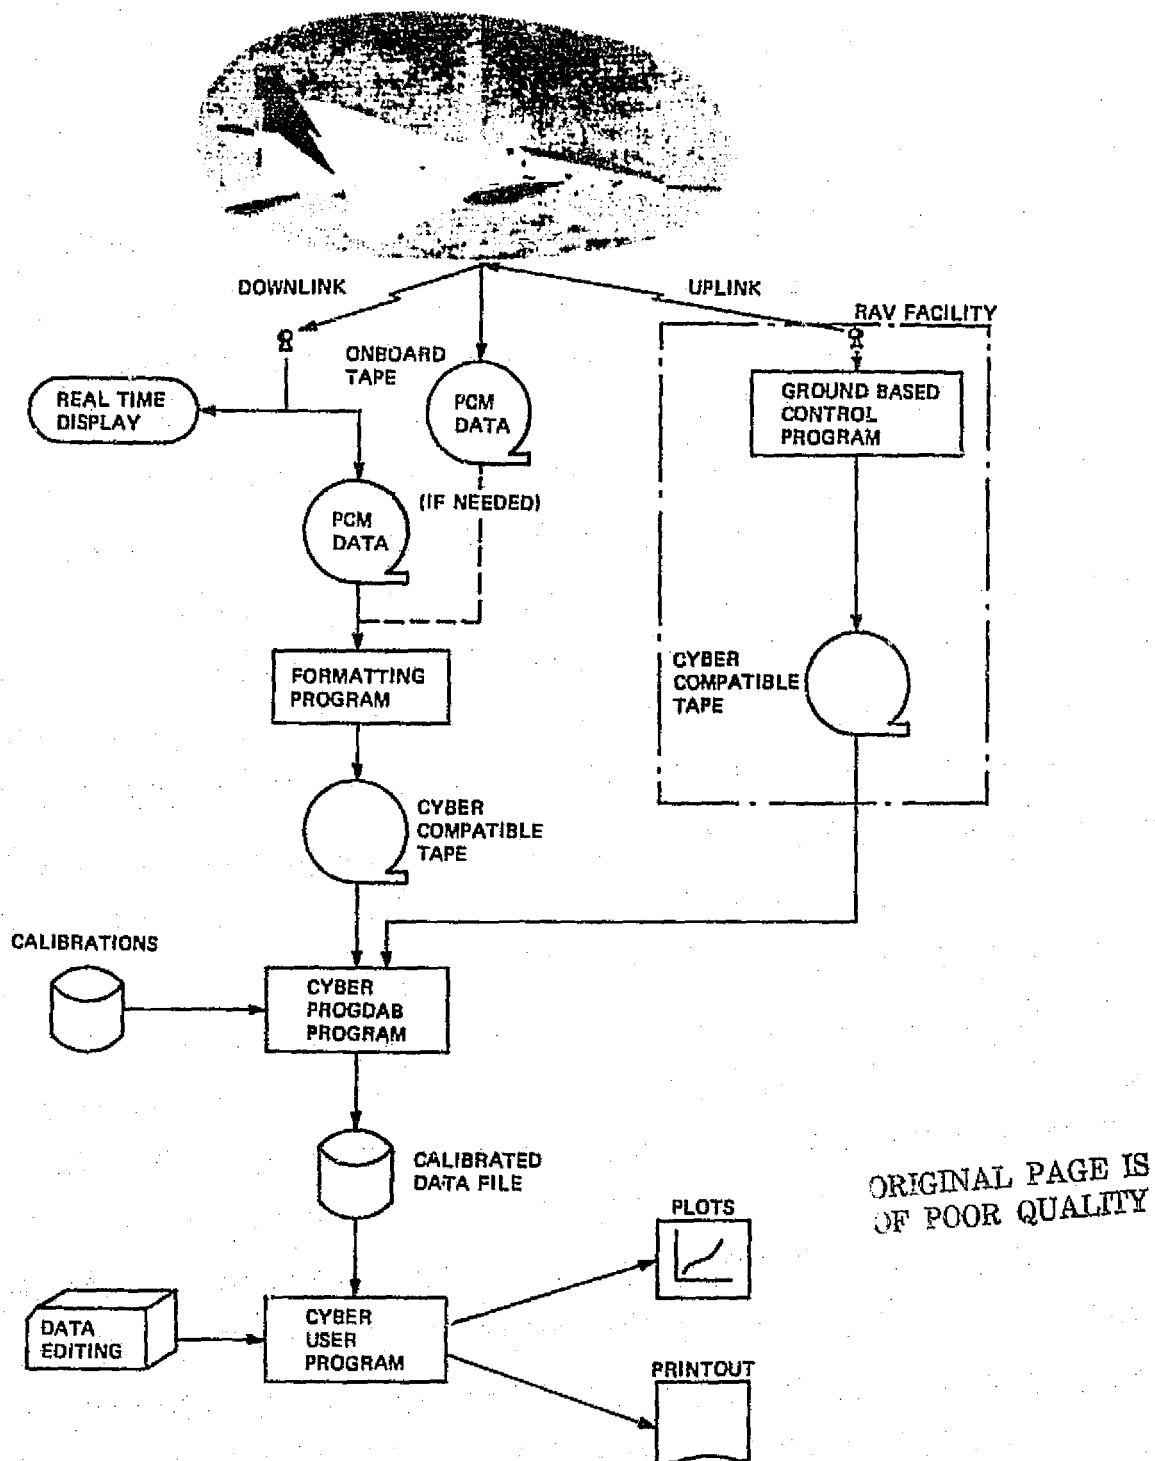 DOWNLINK
UPLINK
RAV FACILITY
ONBOARD
TAPE
REAL TIME
DISPLAY
PCM
DATA
GROUND BASED
CONTROL
PROGRAM
(IF NEEDED)
PCM
DATA
FORMATTING
PROGRAM
CYBER
COMPATIBLE
TAPE
CYBER
COMPATIBLE
TAPE
CALIBRATIONS
CYBER
PROGDAB
PROGRAM
CALIBRATED
DATA FILE
ORIGINAL PAGE IS
OF POOR QUALITY
PLOTS
DATA
EDITING
CYBER
USER
PROGRAM
PRINTOUT